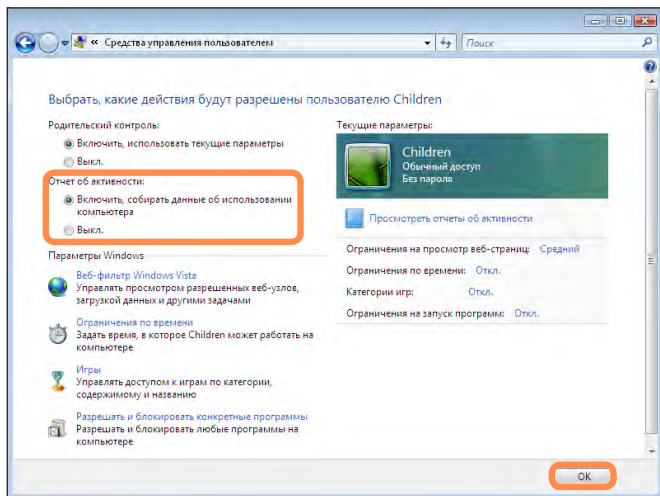 « Средства управления пользователем
Поиск
Выбрать, какие действия будут разрешены пользователю Children
Родительский контроль:
Включить, использовать текущие параметры
Выкл.
Отчет об активности:
Включить, собирать данные об использовании
компьютера
Выкл.
Параметры Windows
Веб-фильтр Windows Vista
Управлять просмотром разрешенных веб-узлов,
загрузкой данных и другими задачами
Ограничения по времени
Задать время, в которое Children может работать на
компьютере
Игры
Управлять доступом к играм по категории,
содержимому и названию
Разрешать и блокировать конкретные программы
Разрешать и блокировать любые программы на
компьютере
Текущие параметры:
Children
Обычный доступ
Без пароля
Просмотреть отчеты об активности
Ограничения на просмотр веб-страниц: Средний
Ограничения по времени: Откл.
Категории игр: Откл.
Ограничения на запуск программ: Откл.
OK